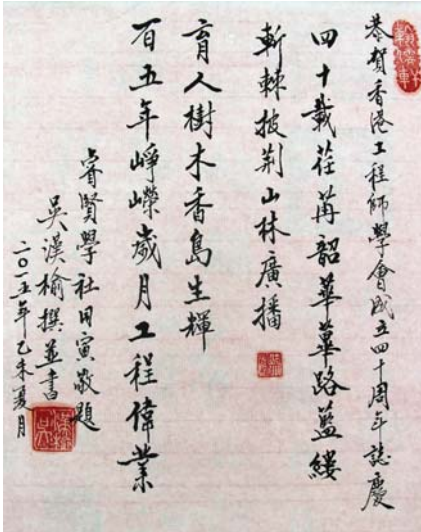 恭賀香港工程師學會成立四十周年誌慶
四十載荏苒韶華蓽路藍縷
斬棘披荆山林廣播
育人樹木香島生輝
百五年崢嶸歲月工程偉業
睿賢學社同寅敬題
吳漢榆撰並書
二〇一五年乙未夏月